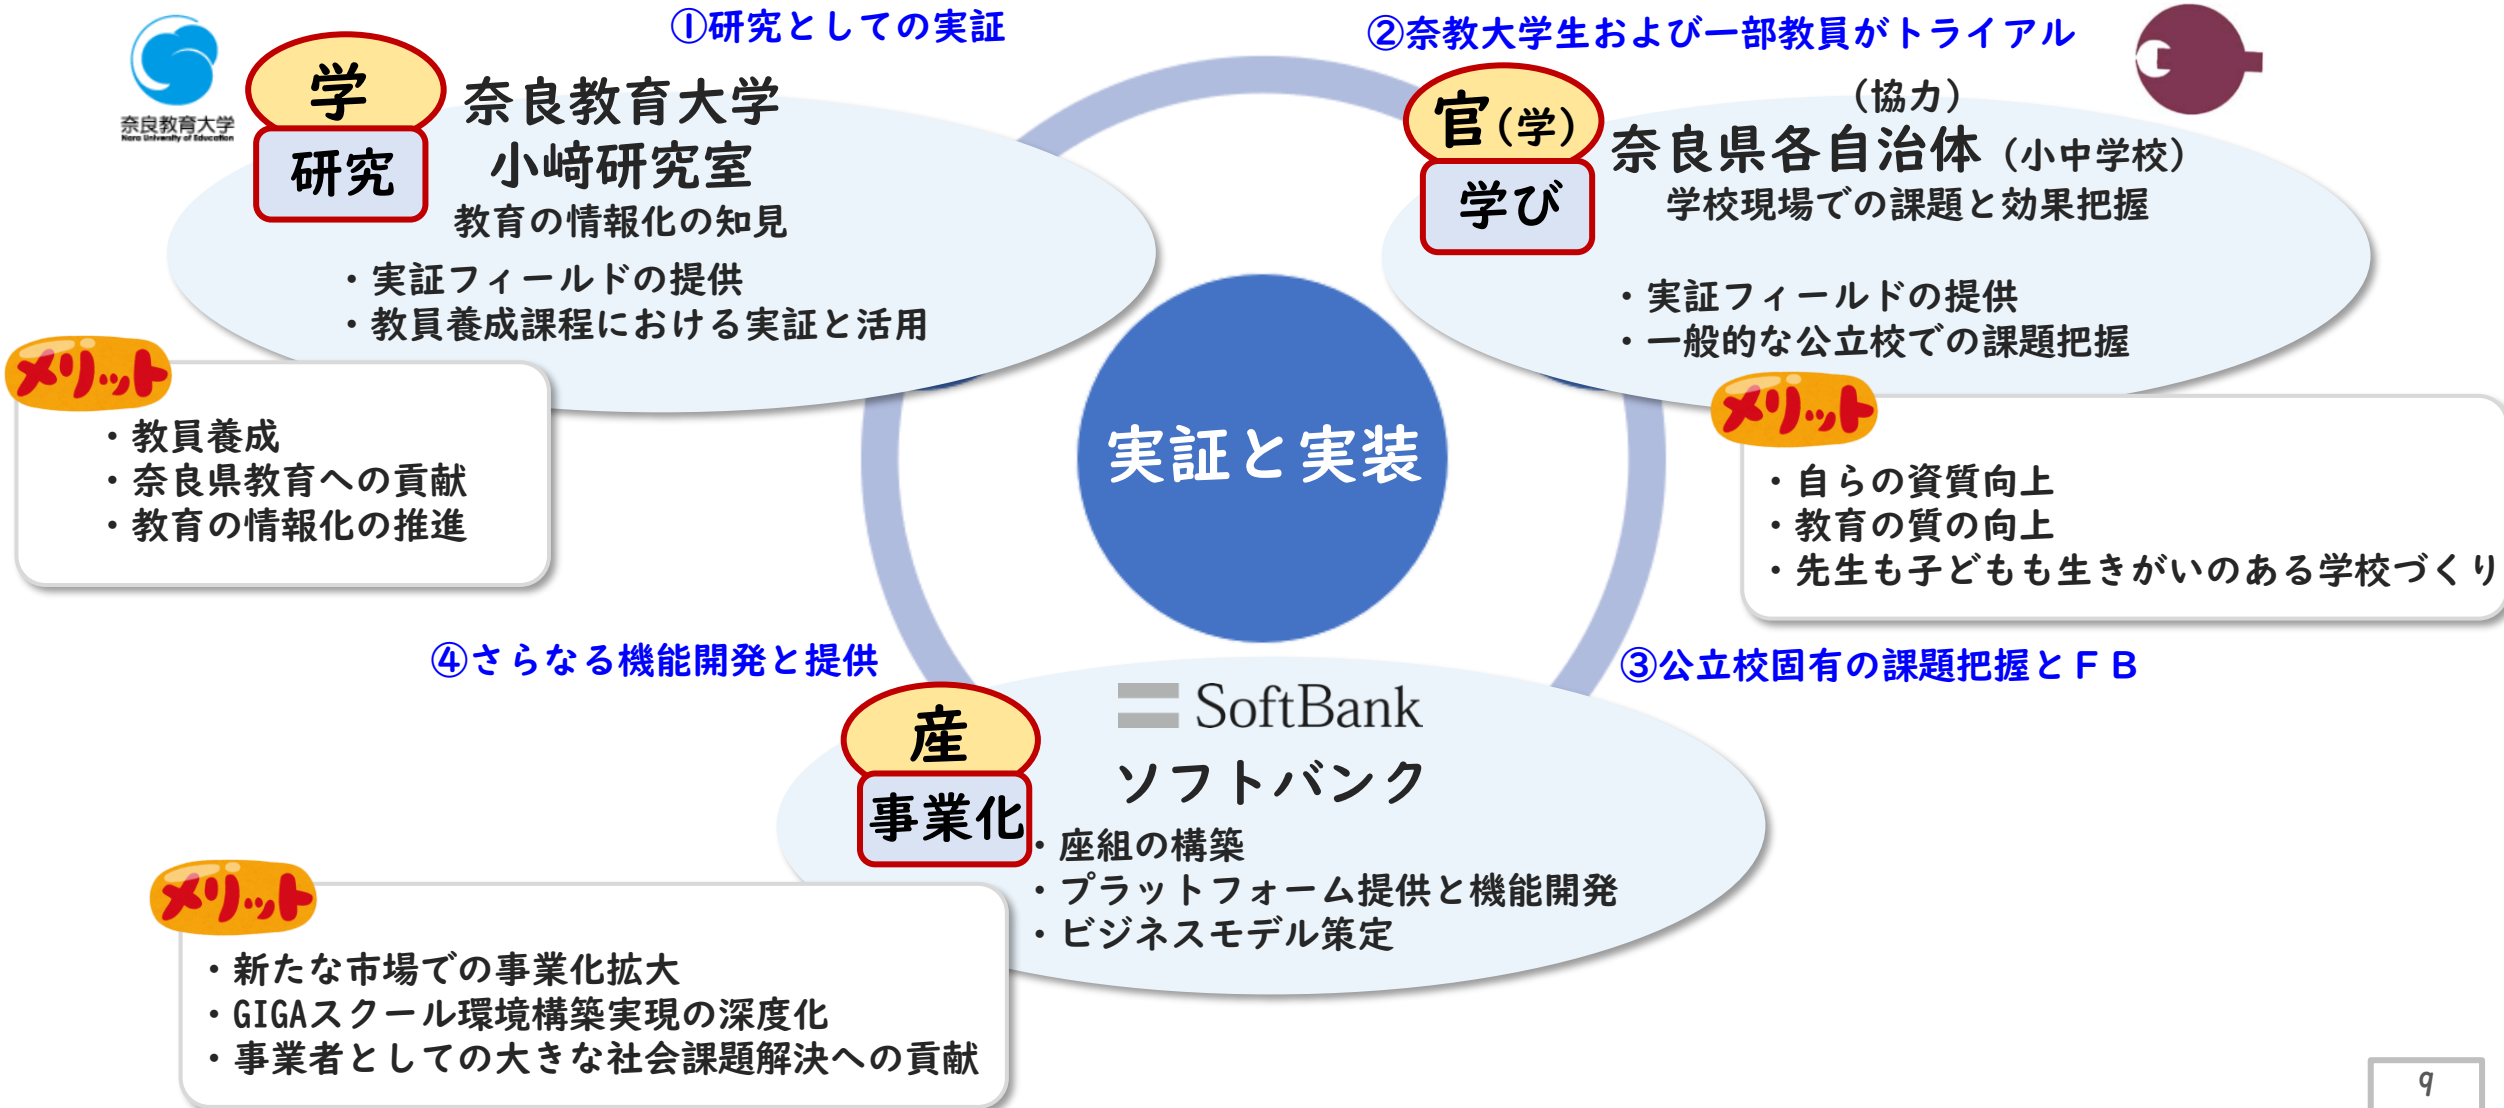 ①研究としての実証
②奈教大学生および一部教員がトライアル
奈良教育大学
Nara University of Education
学
研究
奈良教育大学
小﨑研究室
教育の情報化の知見
・実証フィールドの提供
・教員養成課程における実証と活用
メリット
・教員養成
・奈良県教育への貢献
・教育の情報化の推進
官(学)
学び
（協力）
奈良県各自治体（小中学校）
学校現場での課題と効果把握
・実証フィールドの提供
・一般的な公立校での課題把握
メリット
・自らの資質向上
・教育の質の向上
・先生も子どもも生きがいのある学校づくり
実証と実装
④さらなる機能開発と提供
③公立校固有の課題把握とＦＢ
産
事業化
SoftBank
ソフトバンク
・座組の構築
・プラットフォーム提供と機能開発
・ビジネスモデル策定
メリット
・新たな市場での事業化拡大
・GIGAスクール環境構築実現の深度化
・事業者としての大きな社会課題解決への貢献
9